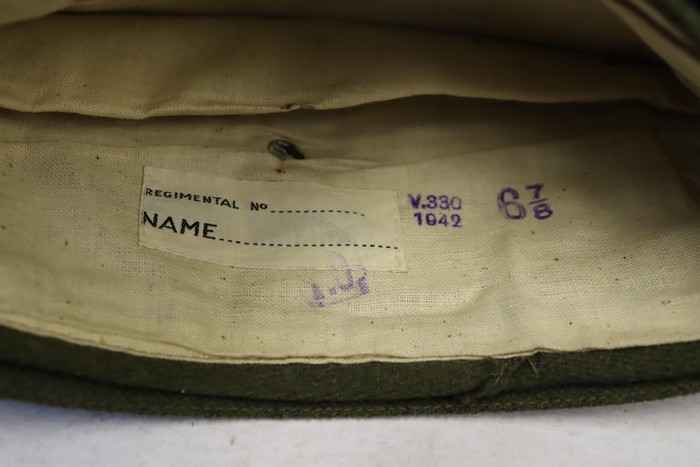 REGIMENTAL Nº..............
NAME..............................
V.330
1942
6 7/8